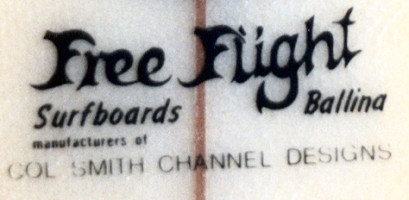 Free Flight
Surfboards Ballina
manufacturers of
COL SMITH CHANNEL DESIGNS